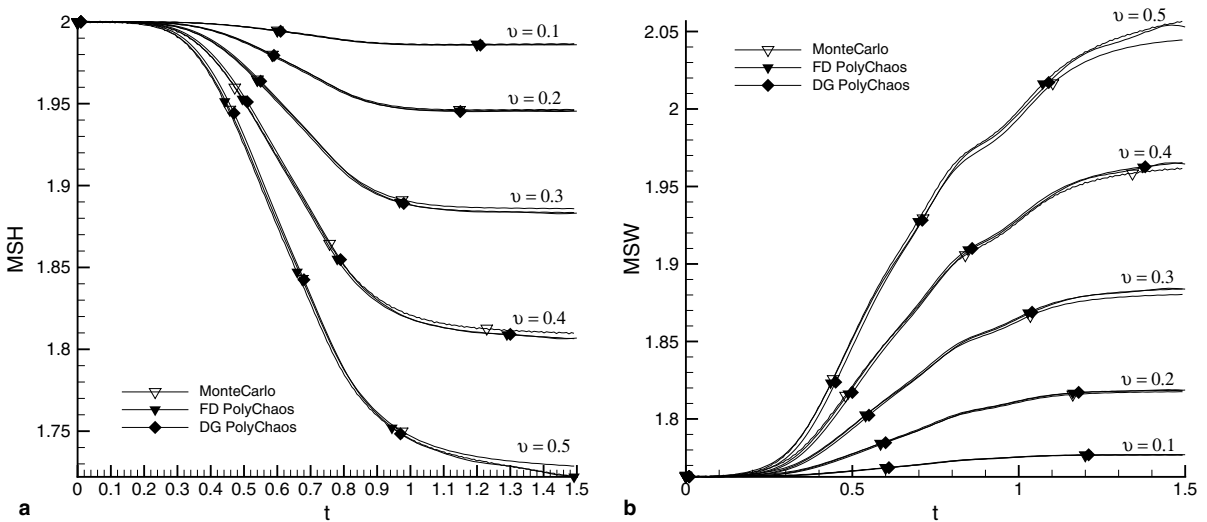 2
1.95
1.9
1.85
1.8
1.75
MSH
υ = 0.1
υ = 0.2
υ = 0.3
υ = 0.4
υ = 0.5
MonteCarlo
FD PolyChaos
DG PolyChaos
0 0.1 0.2 0.3 0.4 0.5 0.6 0.7 0.8 0.9 1 1.1 1.2 1.3 1.4 1.5
t
a
2.05
2
1.95
1.9
1.85
1.8
MSW
υ = 0.5
MonteCarlo
FD PolyChaos
DG PolyChaos
υ = 0.4
υ = 0.3
υ = 0.2
υ = 0.1
0 0.5 1 1.5
t
b